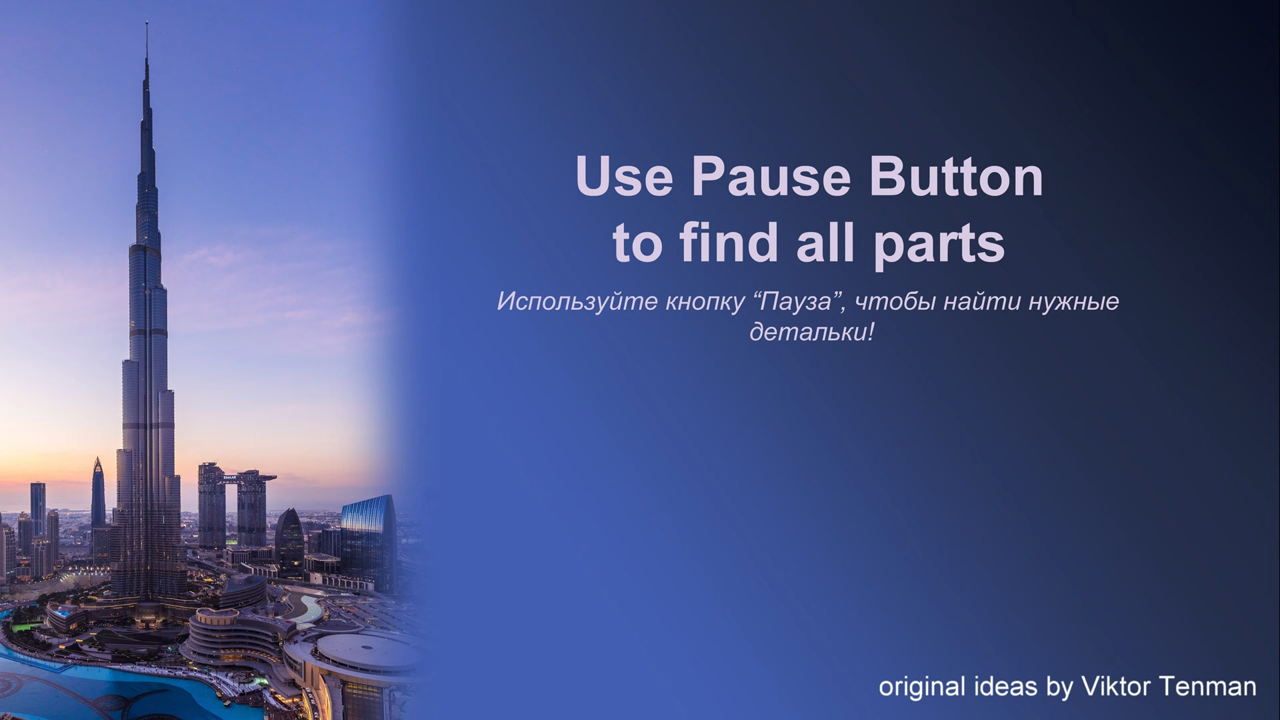 Use Pause Button
to find all parts
Используйте кнопку “Пауза”, чтобы найти нужные
детальки!
original ideas by Viktor Tenman